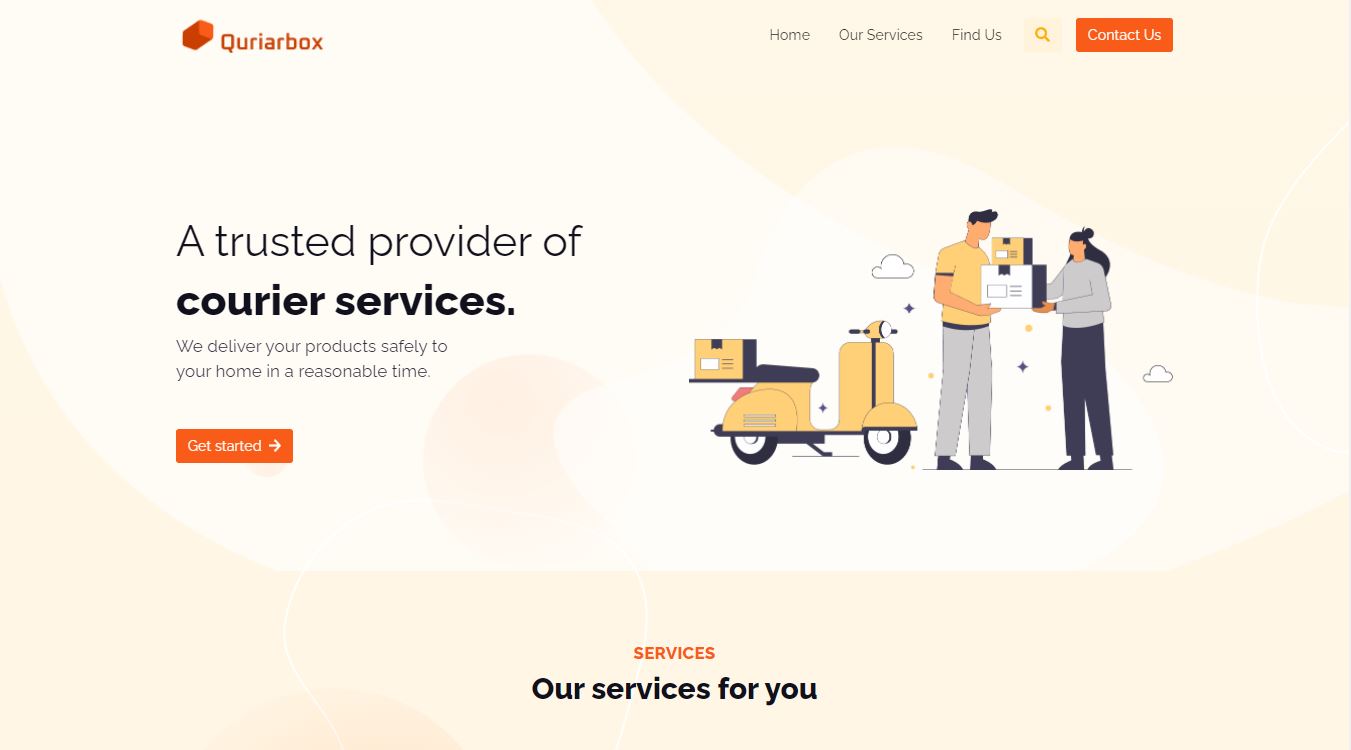 Quriarbox
Home
Our Services
Find Us
Contact Us
A trusted provider of
courier services.
We deliver your products safely to
your home in a reasonable time.
Get started
SERVICES
Our services for you